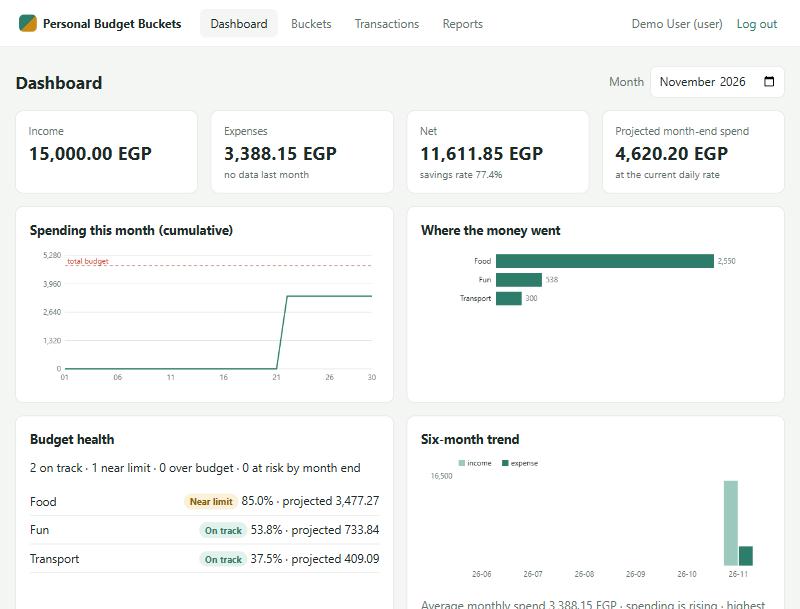 Personal Budget Buckets Dashboard Buckets Transactions Reports Demo User (user) Log out
Dashboard Month November 2026
Income
15,000.00 EGP
Expenses
3,388.15 EGP
no data last month
Net
11,611.85 EGP
savings rate 77.4%
Projected month-end spend
4,620.20 EGP
at the current daily rate
Spending this month (cumulative)
5,280
total budget
3,960
2,640
1,320
0
01 06 11 16 21 26 30
Where the money went
Food 2,550
Fun 538
Transport 300
Budget health
2 on track · 1 near limit · 0 over budget · 0 at risk by month end
Food Near limit 85.0% · projected 3,477.27
Fun On track 53.8% · projected 733.84
Transport On track 37.5% · projected 409.09
Six-month trend
income expense
16,500
26-06 26-07 26-08 26-09 26-10 26-11
Average monthly spend 3,388.15 EGP · spending is rising · highest